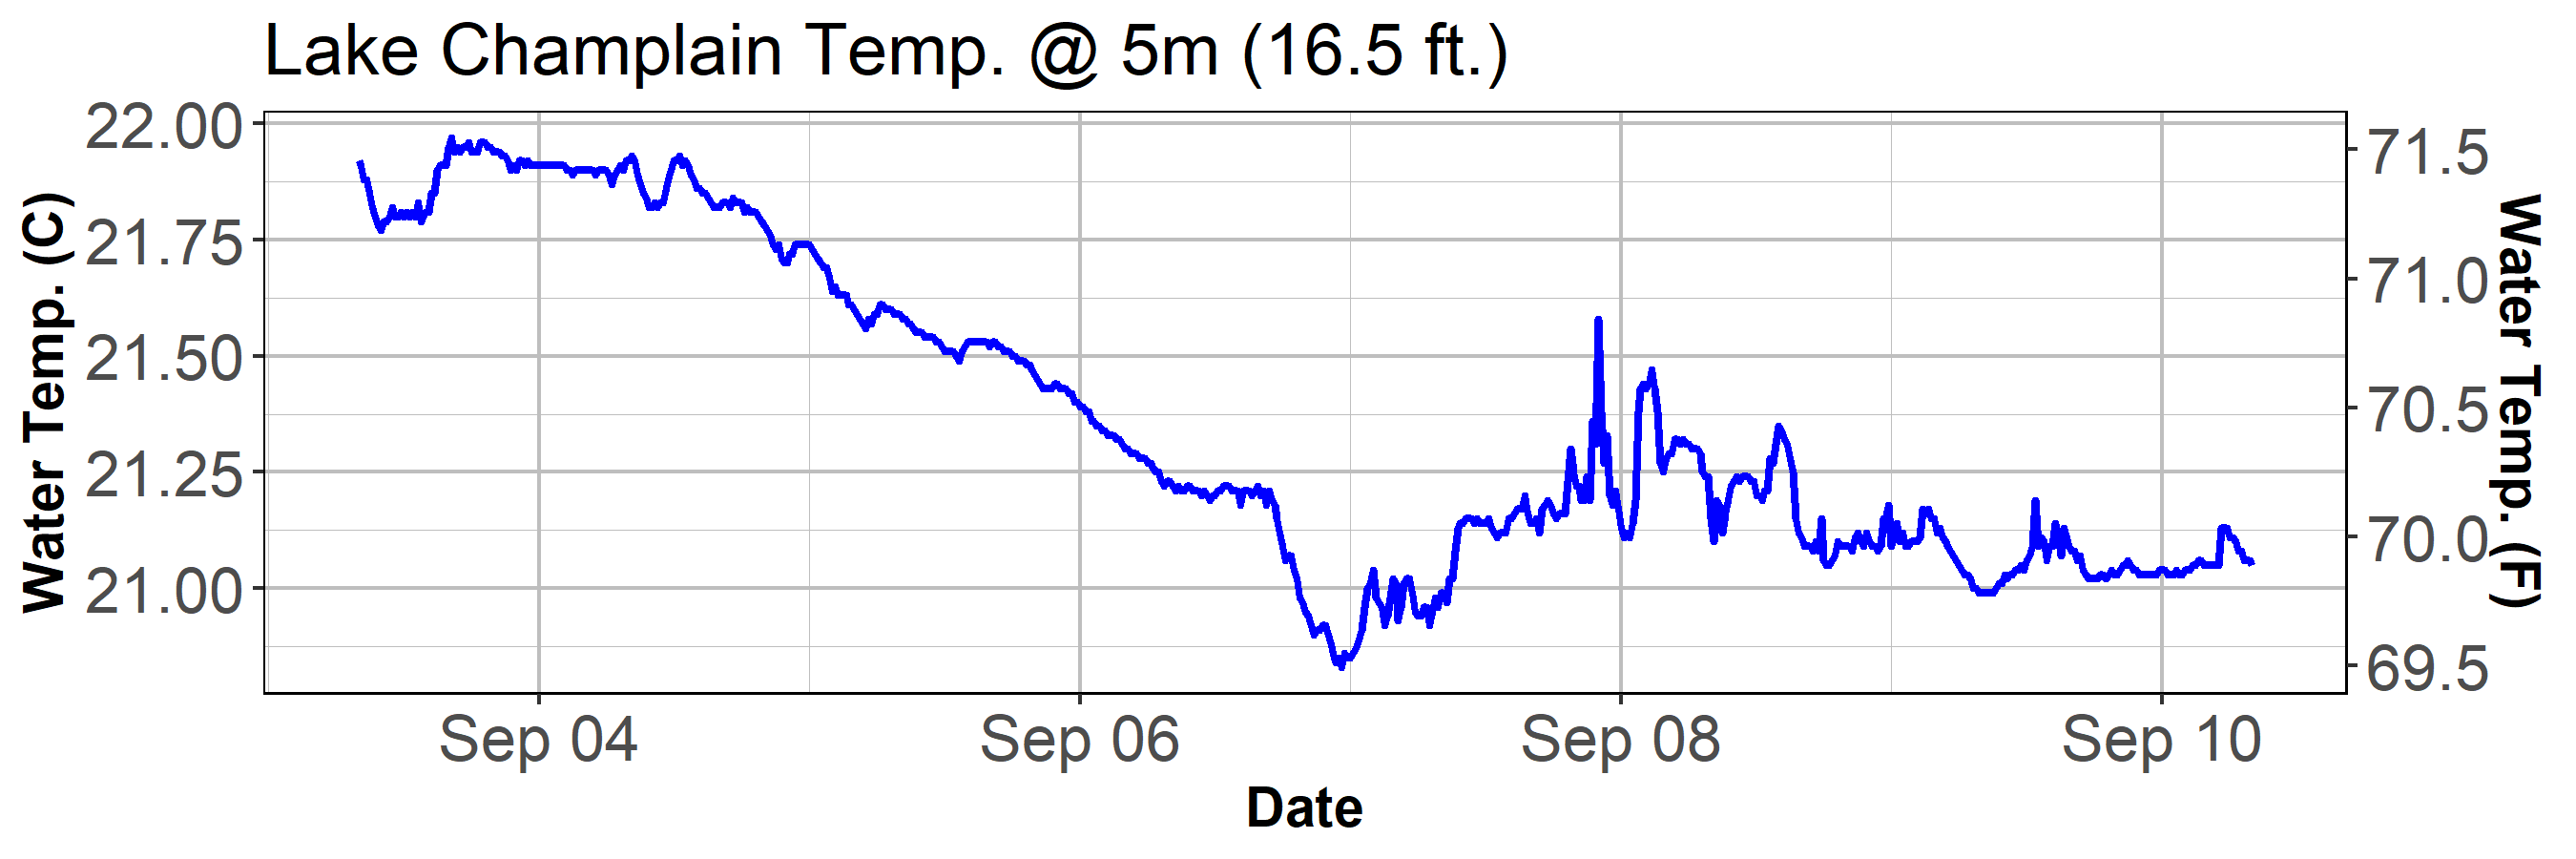 Lake Champlain Temp. @ 5m (16.5 ft.)
Water Temp. (C)
22.00
21.75
21.50
21.25
21.00
71.5
71.0
70.5
70.0
69.5
Water Temp. (F)
Sep 04
Sep 06
Sep 08
Sep 10
Date